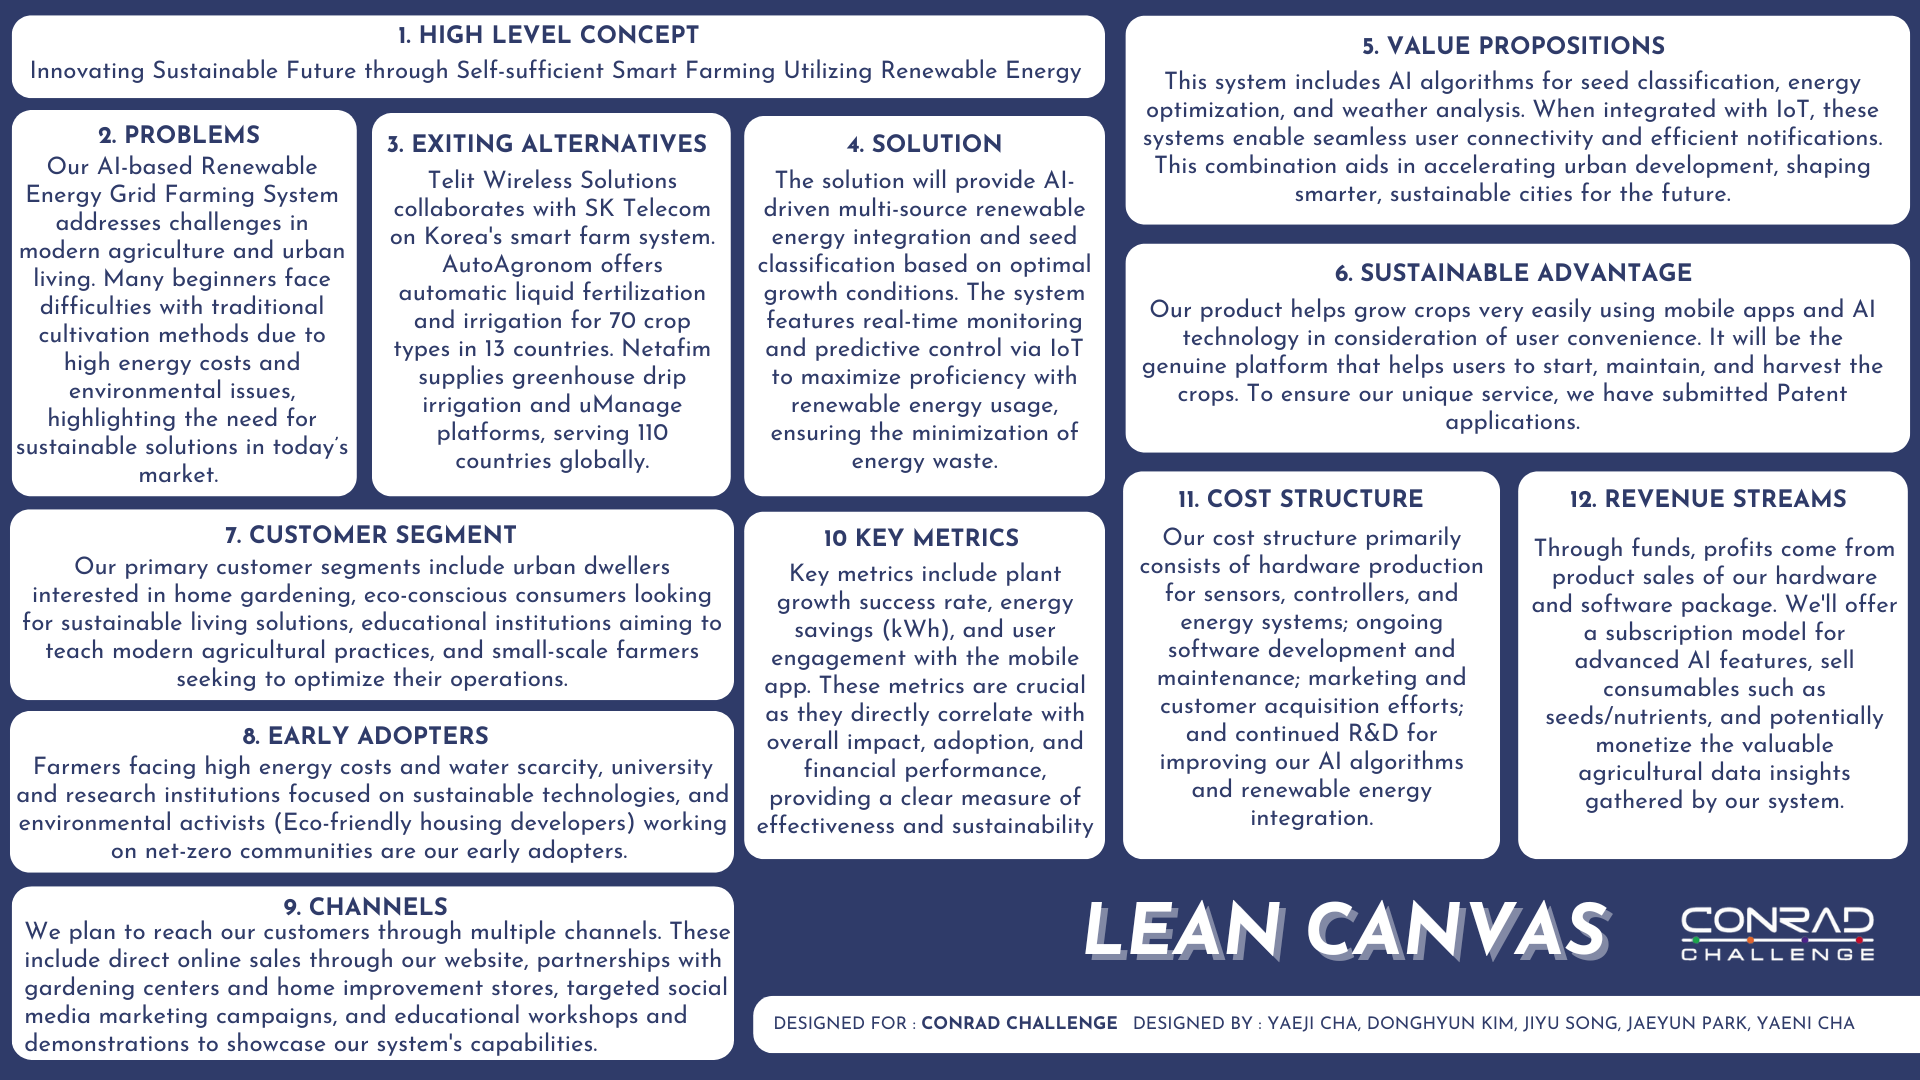 1. HIGH LEVEL CONCEPT
Innovating Sustainable Future through Self-sufficient Smart Farming Utilizing Renewable Energy
2. PROBLEMS
Our AI-based Renewable
Energy Grid Farming System
addresses challenges in
modern agriculture and urban
living. Many beginners face
difficulties with traditional
cultivation methods due to
high energy costs and
environmental issues,
highlighting the need for
sustainable solutions in today's
market.
3. EXITING ALTERNATIVES
Telit Wireless Solutions
collaborates with SK Telecom
on Korea's smart farm system.
AutoAgronom offers
automatic liquid fertilization
and irrigation for 70 crop
types in 13 countries. Netafim
supplies greenhouse drip
irrigation and uManage
platforms, serving 110
countries globally.
4. SOLUTION
The solution will provide AI-
driven multi-source renewable
energy integration and seed
classification based on optimal
growth conditions. The system
features real-time monitoring
and predictive control via IoT
to maximize proficiency with
renewable energy usage,
ensuring the minimization of
energy waste.
5. VALUE PROPOSITIONS
This system includes AI algorithms for seed classification, energy
optimization, and weather analysis. When integrated with IoT, these
systems enable seamless user connectivity and efficient notifications.
This combination aids in accelerating urban development, shaping
smarter, sustainable cities for the future.
6. SUSTAINABLE ADVANTAGE
Our product helps grow crops very easily using mobile apps and AI
technology in consideration of user convenience. It will be the
genuine platform that helps users to start, maintain, and harvest the
crops. To ensure our unique service, we have submitted Patent
applications.
7. CUSTOMER SEGMENT
Our primary customer segments include urban dwellers
interested in home gardening, eco-conscious consumers looking
for sustainable living solutions, educational institutions aiming to
teach modern agricultural practices, and small-scale farmers
seeking to optimize their operations.
8. EARLY ADOPTERS
Farmers facing high energy costs and water scarcity, university
and research institutions focused on sustainable technologies, and
environmental activists (Eco-friendly housing developers) working
on net-zero communities are our early adopters.
9. CHANNELS
We plan to reach our customers through multiple channels. These
include direct online sales through our website, partnerships with
gardening centers and home improvement stores, targeted social
media marketing campaigns, and educational workshops and
demonstrations to showcase our system's capabilities.
10 KEY METRICS
Key metrics include plant
growth success rate, energy
savings (kWh), and user
engagement with the mobile
app. These metrics are crucial
as they directly correlate with
overall impact, adoption, and
financial performance,
providing a clear measure of
effectiveness and sustainability
11. COST STRUCTURE
Our cost structure primarily
consists of hardware production
for sensors, controllers, and
energy systems; ongoing
software development and
maintenance; marketing and
customer acquisition efforts;
and continued R&D for
improving our AI algorithms
and renewable energy
integration.
12. REVENUE STREAMS
Through funds, profits come from
product sales of our hardware
and software package. We'll offer
a subscription model for
advanced AI features, sell
consumables such as
seeds/nutrients, and potentially
monetize the valuable
agricultural data insights
gathered by our system.
LEAN CANVAS
CONRAD
CHALLENGE
DESIGNED FOR : CONRAD CHALLENGE DESIGNED BY : YAEJI CHA, DONGHYUN KIM, JIYU SONG, JAEYUN PARK, YAENI CHA